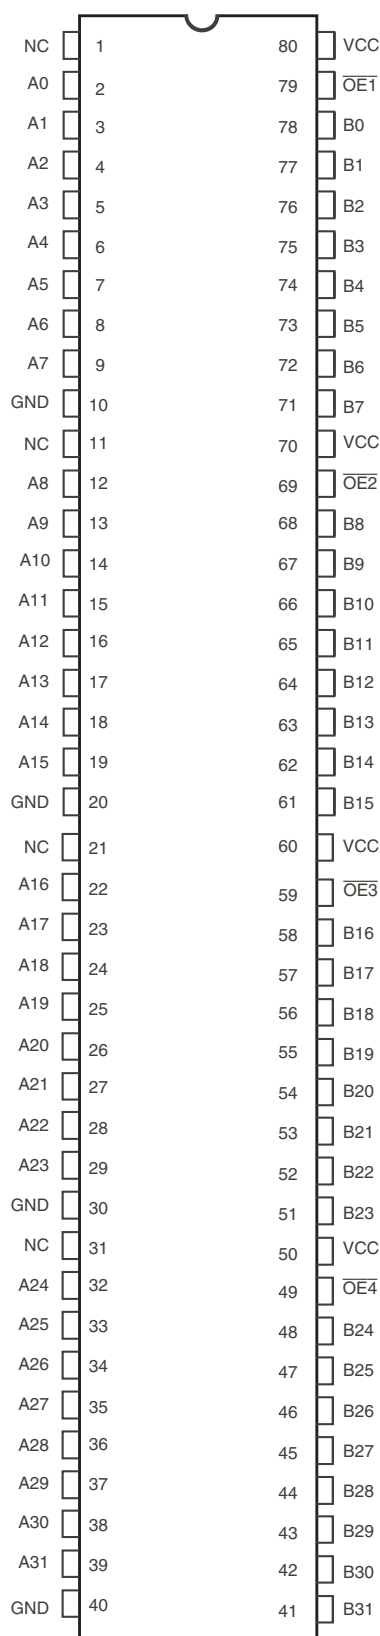 NC 1 80 VCC
A0 2 79 OE1
A1 3 78 B0
A2 4 77 B1
A3 5 76 B2
A4 6 75 B3
A5 7 74 B4
A6 8 73 B5
A7 9 72 B6
GND 10 71 B7
NC 11 70 VCC
A8 12 69 OE2
A9 13 68 B8
A10 14 67 B9
A11 15 66 B10
A12 16 65 B11
A13 17 64 B12
A14 18 63 B13
A15 19 62 B14
GND 20 61 B15
NC 21 60 VCC
A16 22 59 OE3
A17 23 58 B16
A18 24 57 B17
A19 25 56 B18
A20 26 55 B19
A21 27 54 B20
A22 28 53 B21
A23 29 52 B22
GND 30 51 B23
NC 31 50 VCC
A24 32 49 OE4
A25 33 48 B24
A26 34 47 B25
A27 35 46 B26
A28 36 45 B27
A29 37 44 B28
A30 38 43 B29
A31 39 42 B30
GND 40 41 B31